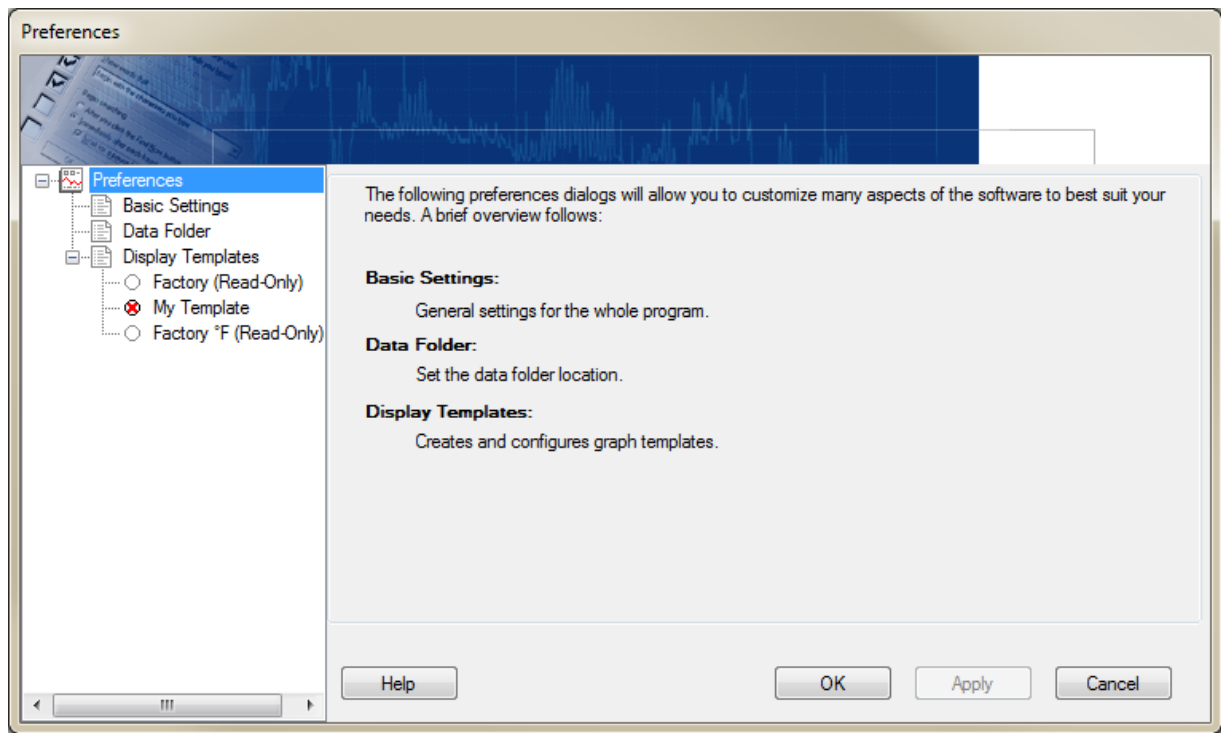 Preferences
Preferences
Basic Settings
Data Folder
Display Templates
Factory (Read-Only)
My Template
Factory °F (Read-Only)
The following preferences dialogs will allow you to customize many aspects of the software to best suit your
needs. A brief overview follows:
Basic Settings:
General settings for the whole program.
Data Folder:
Set the data folder location.
Display Templates:
Creates and configures graph templates.
Help
OK
Apply
Cancel